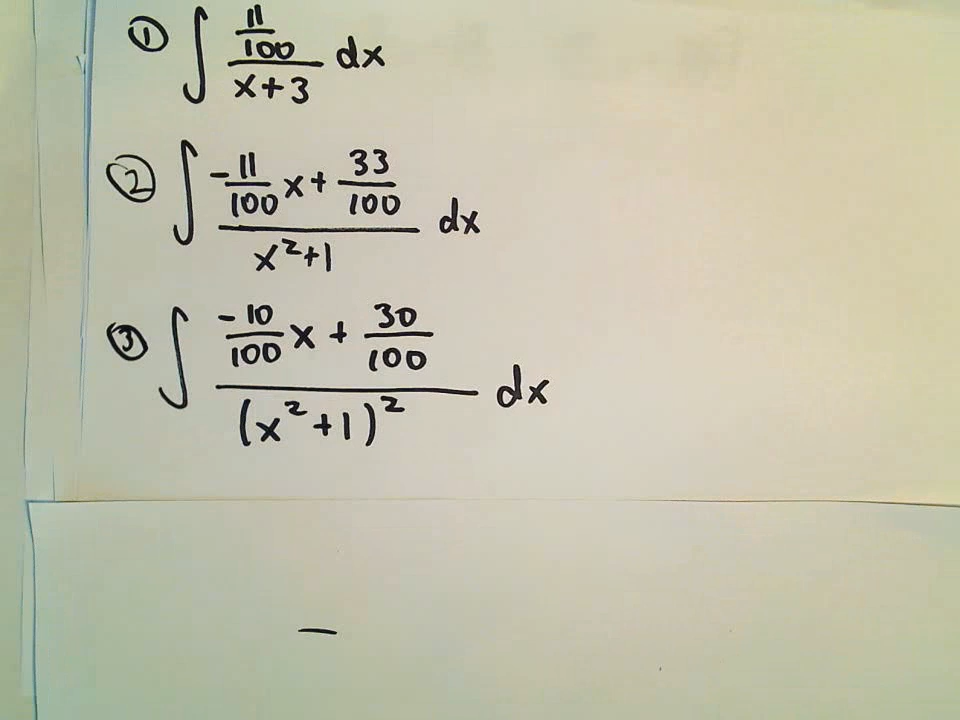 ① ∫ (11/100)/(x+3) dx
② ∫ (-11/100 x + 33/100)/(x²+1) dx
③ ∫ (-10/100 x + 30/100)/(x²+1)² dx